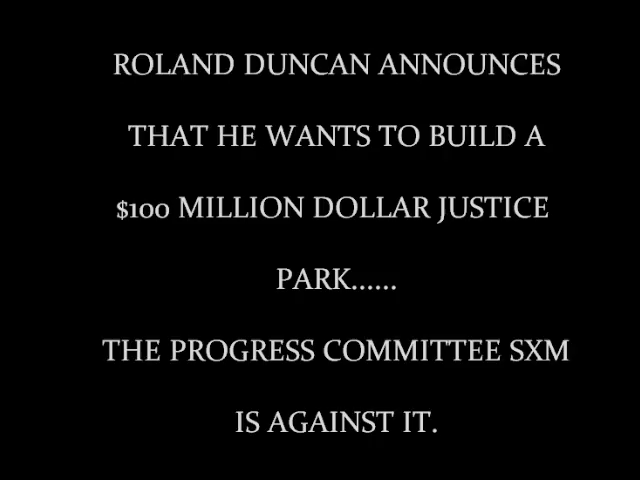 ROLAND DUNCAN ANNOUNCES
THAT HE WANTS TO BUILD A
$100 MILLION DOLLAR JUSTICE
PARK......
THE PROGRESS COMMITTEE SXM
IS AGAINST IT.